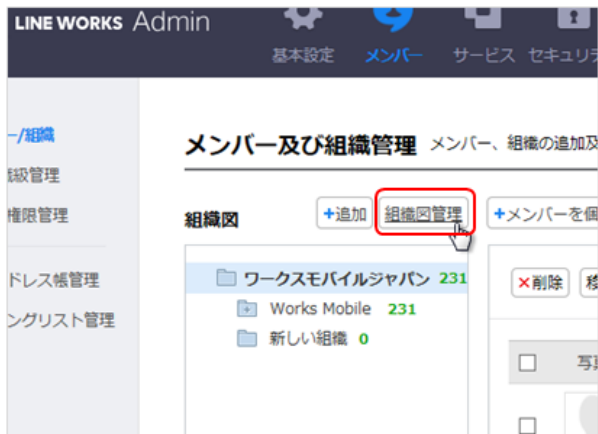 LINE WORKS Admin
基本設定 メンバー サービス セキュリテ
ー/組織
級管理
権限管理
ドレス帳管理
ングリスト管理
メンバー及び組織管理 メンバー、組織の追加及
組織図 +追加 組織図管理 +メンバーを個
ワークスモバイルジャパン 231
Works Mobile 231
新しい組織 0
×削除 移
写真